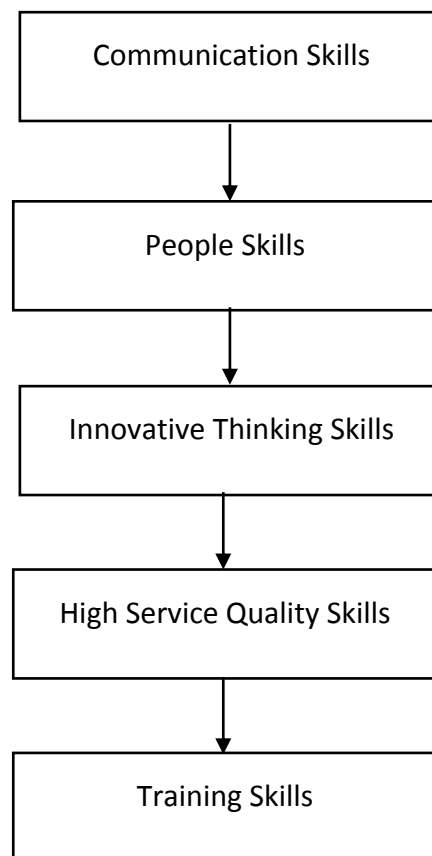 Communication Skills
People Skills
Innovative Thinking Skills
High Service Quality Skills
Training Skills